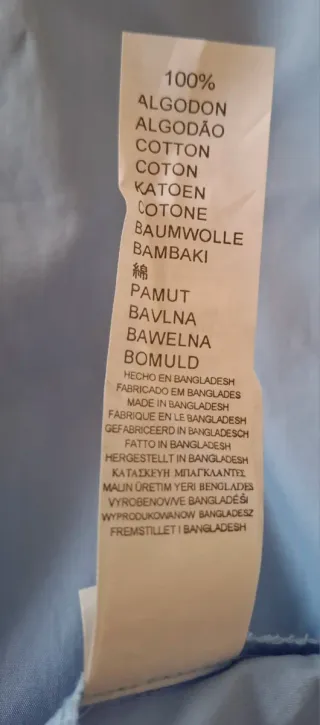 100%
ALGODON
ALGODÃO
COTTON
COTON
KATOEN
COTONE
BAUMWOLLE
BAMBAKI
綿
PAMUT
BAVLNA
BAWELNA
BOMULD
HECHO EN BANGLADESH
FABRICADO EM BANGLADES
MADE IN BANGLADESH
FABRIQUE EN LE BANGLADESH
GEFABRICEERD IN BANGLADESCH
FATTO IN BANGLADESH
HERGESTELLT IN BANGLADESH
ΚΑΤΑΣΚΕΥΗ ΜΠΑΓΚΛΑΝΤΕΣ
MALIN ÜRETIM YERI BENGLADES
VYROBENOVIVE BANGLADÉŠI
WYPRODUKOWANOW BANGLADESZ
FREMSTILLET I BANGLADESH